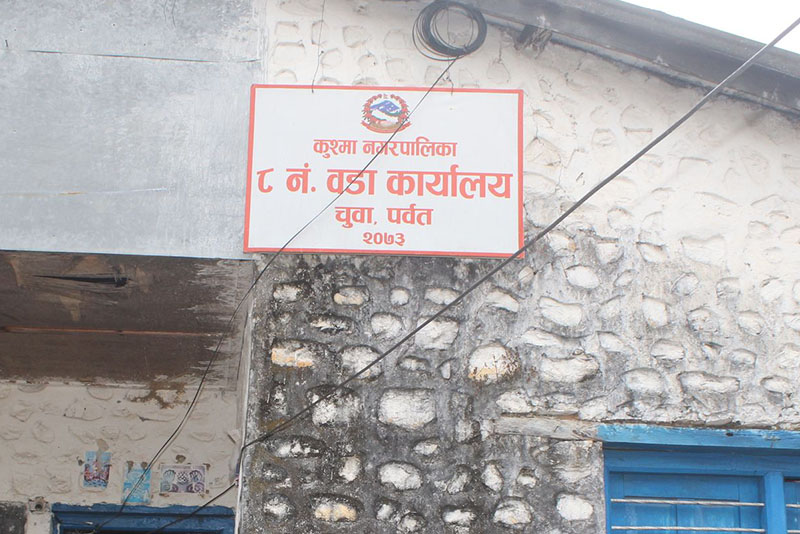 कुश्मा नगरपालिका
८ नं. वडा कार्यालय
चुवा, पर्वत
२०७३